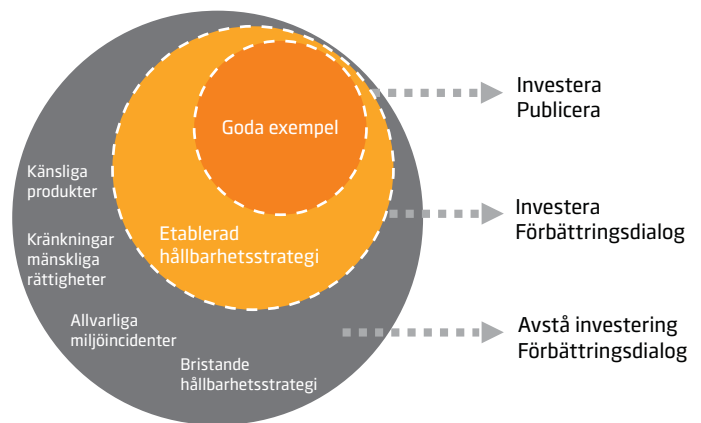 Goda exempel
Etablerad
hållbarhetsstrategi
Känsliga
produkter
Kränkningar
mänskliga
rättigheter
Allvarliga
miljöincidenter
Bristande
hållbarhetsstrategi
Investera
Publicera
Investera
Förbättringsdialog
Avstå investering
Förbättringsdialog